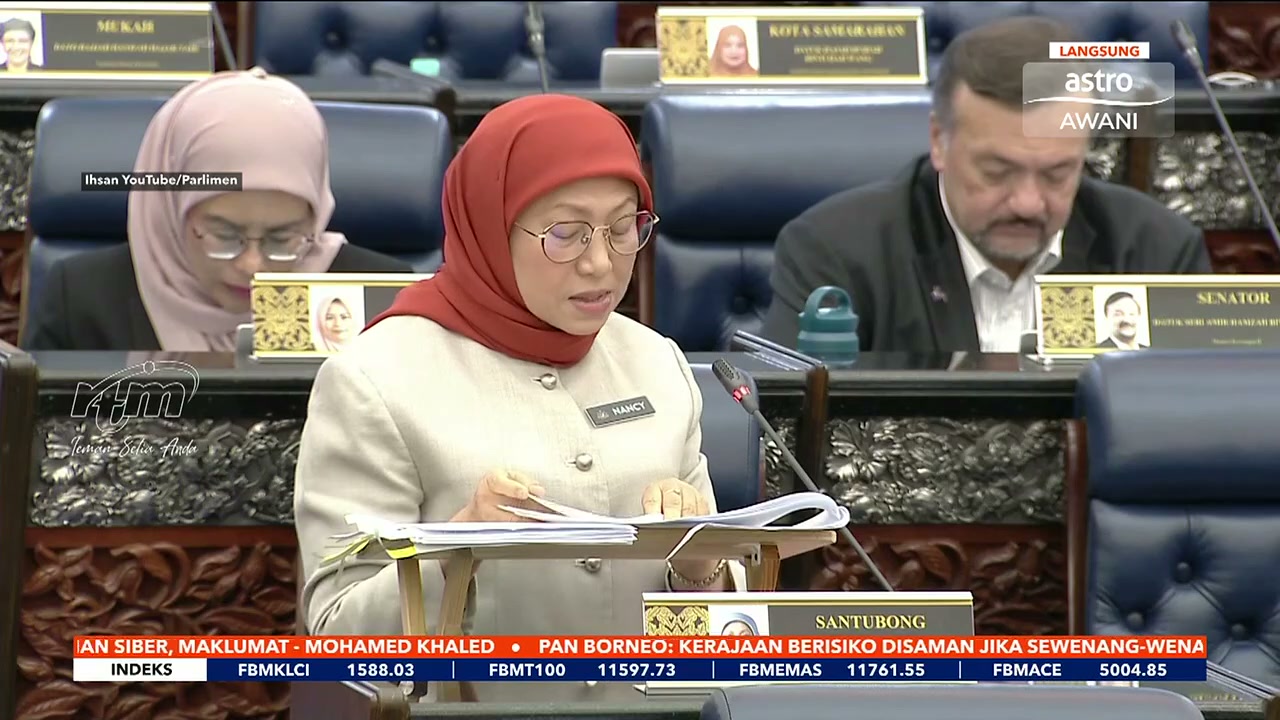 MUKAH
KOTA SAMARAHAN
LANGSUNG
astro
AWANI
Ihsan YouTube/Parlimen
SENATOR
rtm
Teman Setia Anda
NANCY
SANTUBONG
AN SIBER, MAKLUMAT - MOHAMED KHALED • PAN BORNEO: KERAJAAN BERISIKO DISAMAN JIKA SEWENANG-WENA
INDEKS FBMKLCI 1588.03 FBMT100 11597.73 FBMEMAS 11761.55 FBMACE 5004.85